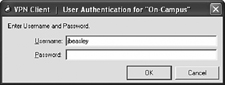 VPN Client | User Authentication for "On-Campus"
Enter Username and Password.
Username: jbeasley
Password:
OK Cancel